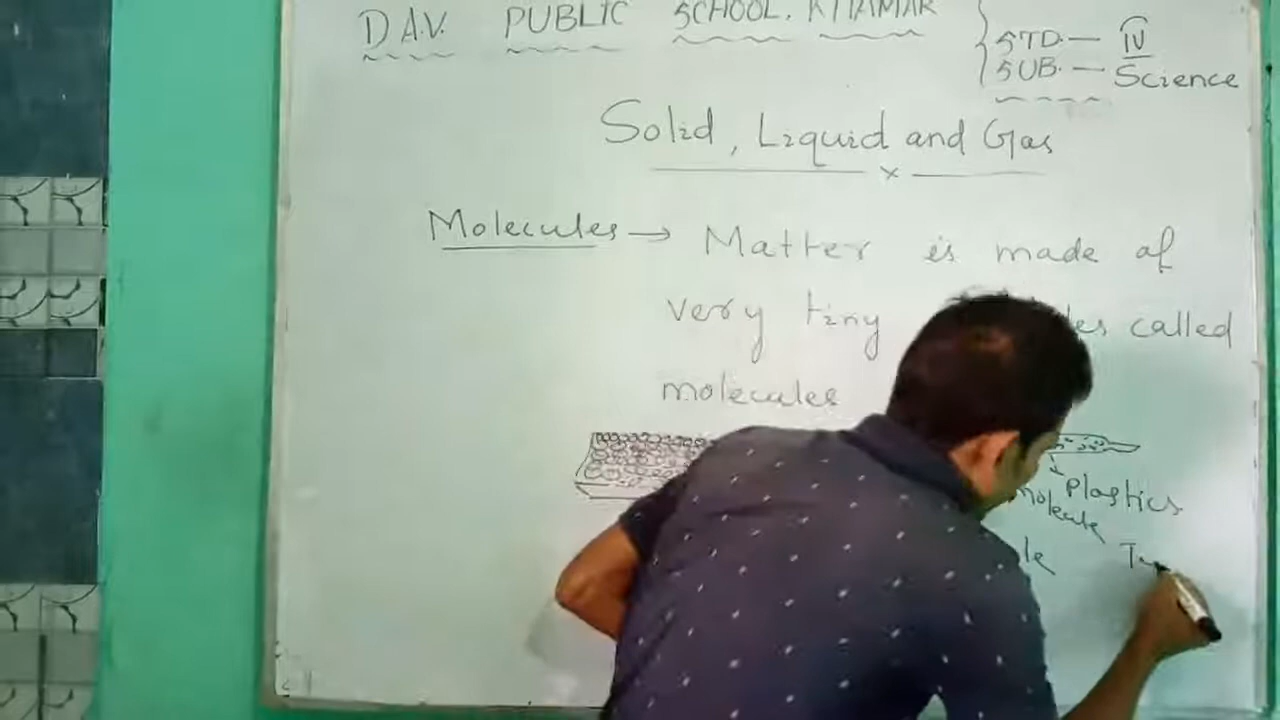 D.A.V. PUBLIC SCHOOL, KHAMAR
STD. — IV
SUB. — Science
Solid, Liquid and Gas
x
Molecules → Matter is made of
very tiny called
molecules
Plastics
molecule